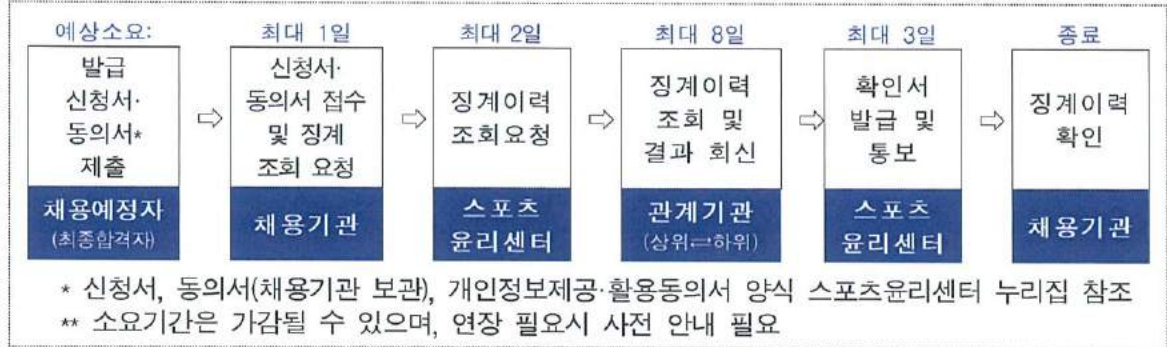 예상소요:
발급
신청서·
동의서*
제출
채용예정자
(최종합격자)
⇨
최대 1일
신청서·
동의서 접수
및 징계
조회 요청
채용기관
⇨
최대 2일
징계이력
조회요청
스포츠
윤리센터
⇨
최대 8일
징계이력
조회 및
결과 회신
관계기관
(상위⇌하위)
⇨
최대 3일
확인서
발급 및
통보
스포츠
윤리센터
⇨
종료
징계이력
확인
채용기관
* 신청서, 동의서(채용기관 보관), 개인정보제공·활용동의서 양식 스포츠윤리센터 누리집 참조
** 소요기간은 가감될 수 있으며, 연장 필요시 사전 안내 필요